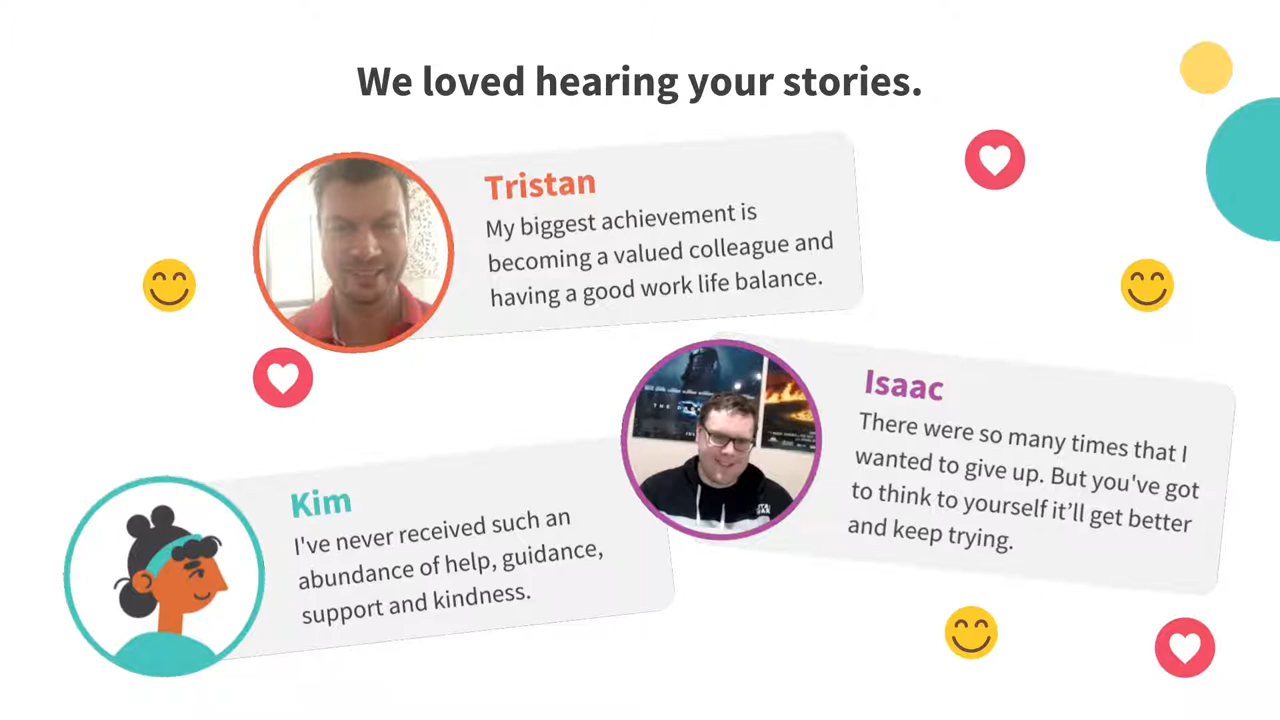 We loved hearing your stories.
Tristan
My biggest achievement is
becoming a valued colleague and
having a good work life balance.
Isaac
There were so many times that I
wanted to give up. But you've got
to think to yourself it’ll get better
and keep trying.
Kim
I've never received such an
abundance of help, guidance,
support and kindness.